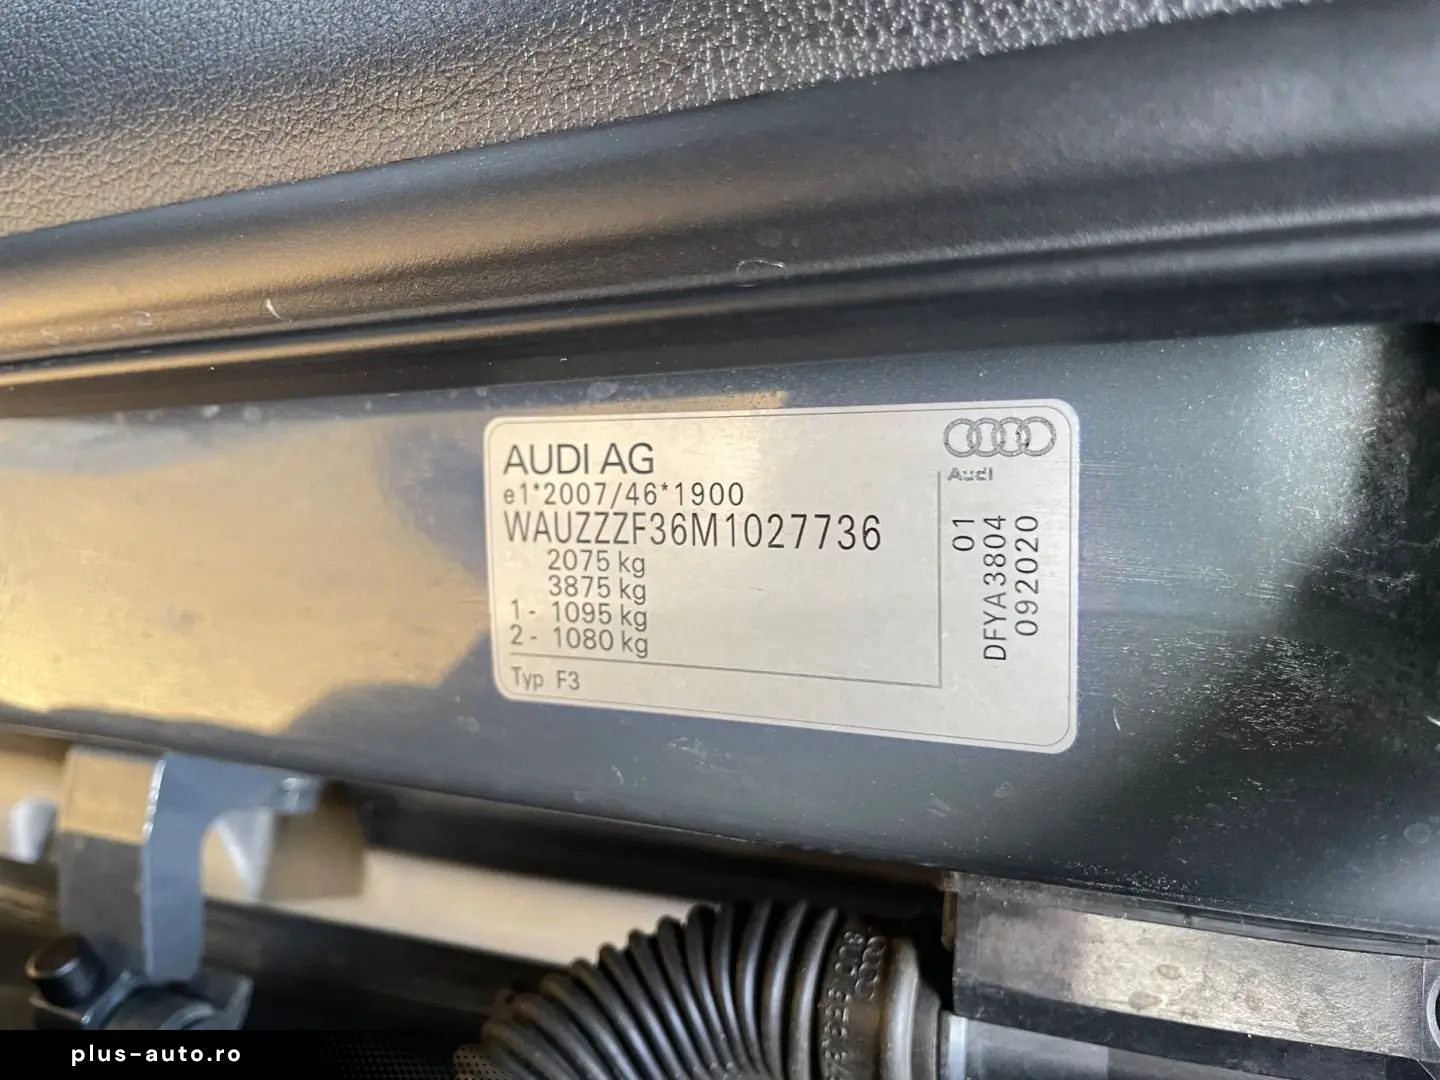 AUDI AG
e1*2007/46*1900
WAUZZZF36M1027736
2075 kg
3875 kg
1 - 1095 kg
2 - 1080 kg
Typ F3
Audi
01
DFYA3804
092020
plus-auto.ro